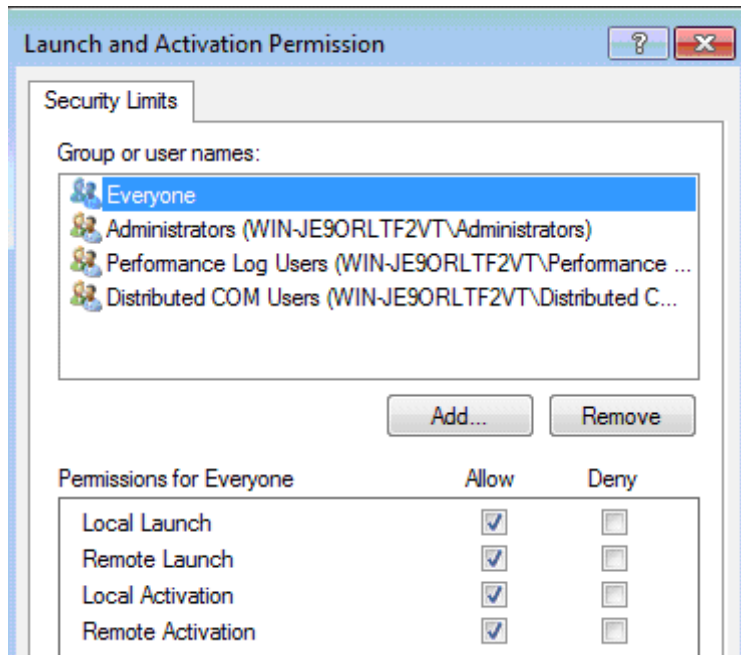 Launch and Activation Permission
Security Limits
Group or user names:
Everyone
Administrators (WIN-JE9ORLTF2VT\Administrators)
Performance Log Users (WIN-JE9ORLTF2VT\Performance ...
Distributed COM Users (WIN-JE9ORLTF2VT\Distributed C...
Add... Remove
Permissions for Everyone Allow Deny
Local Launch
Remote Launch
Local Activation
Remote Activation